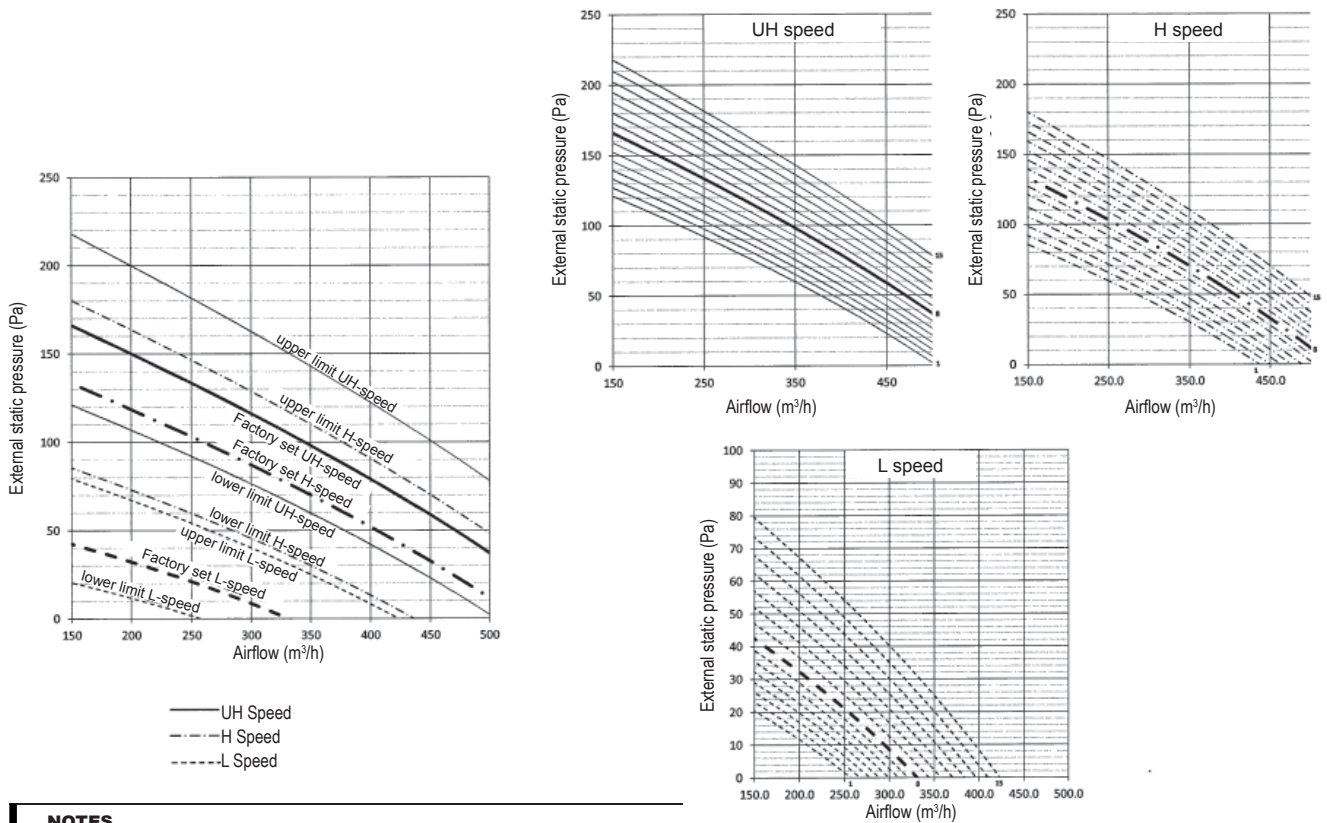 250
200
150
100
50
0
150
200
250
300
350
400
450
500
External static pressure (Pa)
Airflow (m³/h)
upper limit UH-speed
upper limit H-speed
Factory set UH-speed
Factory set H-speed
lower limit UH-speed
lower limit H-speed
upper limit L-speed
Factory set L-speed
lower limit L-speed
UH Speed
H Speed
L Speed
UH speed
250
200
150
100
50
0
150
250
350
450
External static pressure (Pa)
Airflow (m³/h)
15
8
1
H speed
250
200
150
100
50
0
150.0
250.0
350.0
450.0
External static pressure (Pa)
Airflow (m³/h)
15
1
L speed
100
90
80
70
60
50
40
30
20
10
0
150.0
200.0
250.0
300.0
350.0
400.0
450.0
500.0
External static pressure (Pa)
Airflow (m³/h)
1
8
15
NOTES